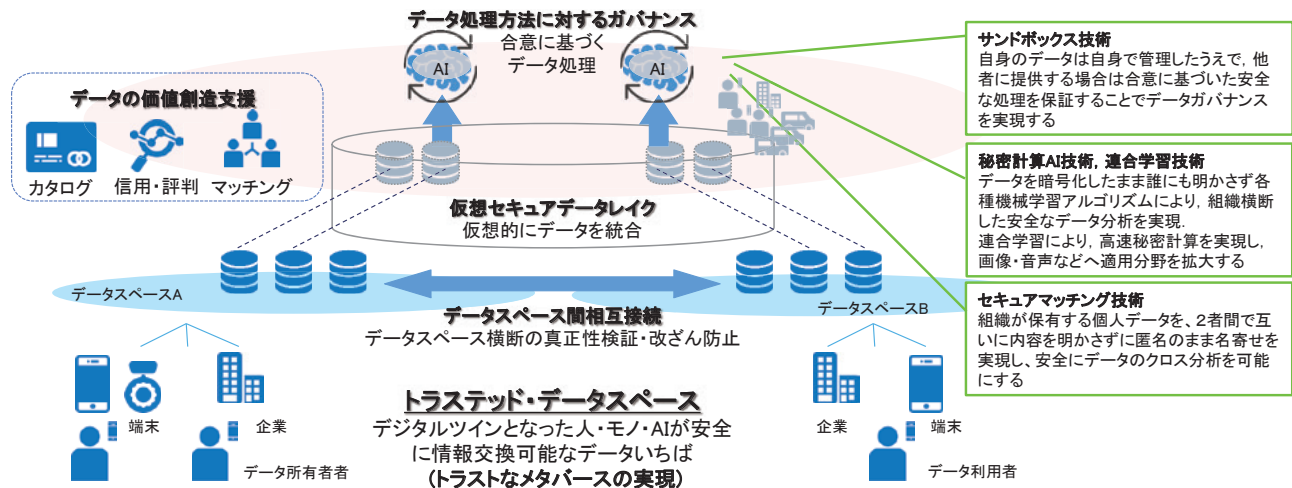 データ処理方法に対するガバナンス
合意に基づく
データ処理
AI
AI
データの価値創造支援
カタログ
信用・評判
マッチング
仮想セキュアデータレイク
仮想的にデータを統合
データスペースA
データスペースB
データスペース間相互接続
データスペース横断の真正性検証・改ざん防止
端末
企業
データ所有者者
トラステッド・データスペース
デジタルツインとなった人・モノ・AIが安全
に情報交換可能なデータいちば
(トラストなメタバースの実現)
企業
端末
データ利用者
サンドボックス技術
自身のデータは自身で管理したうえで, 他
者に提供する場合は合意に基づいた安全
な処理を保証することでデータガバナンス
を実現する
秘密計算AI技術, 連合学習技術
データを暗号化したまま誰にも明かさず各
種機械学習アルゴリズムにより, 組織横断
した安全なデータ分析を実現.
連合学習により, 高速秘密計算を実現し,
画像・音声などへ適用分野を拡大する
セキュアマッチング技術
組織が保有する個人データを、2者間で互
いに内容を明かさずに匿名のまま名寄せを
実現し、安全にデータのクロス分析を可能
にする